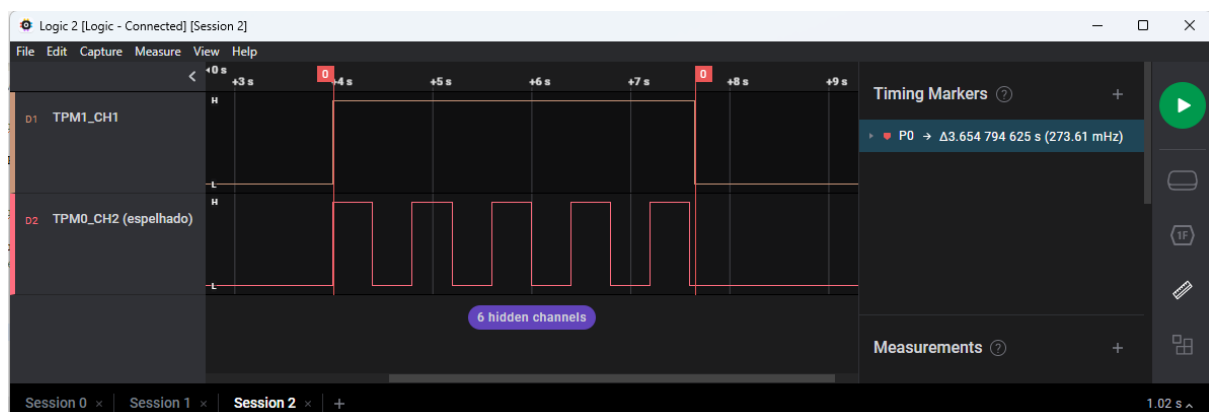 Logic 2 [Logic - Connected] [Session 2]
File Edit Capture Measure View Help
0 s
+3 s +4 s +5 s +6 s +7 s +8 s +9 s
0 0
D1 TPM1_CH1
H
L
D2 TPM0_CH2 (espelhado)
H
L
6 hidden channels
Timing Markers ? +
P0 → Δ3.654 794 625 s (273.61 mHz)
1F
Measurements ? +
Session 0 × Session 1 × Session 2 × +
1.02 s